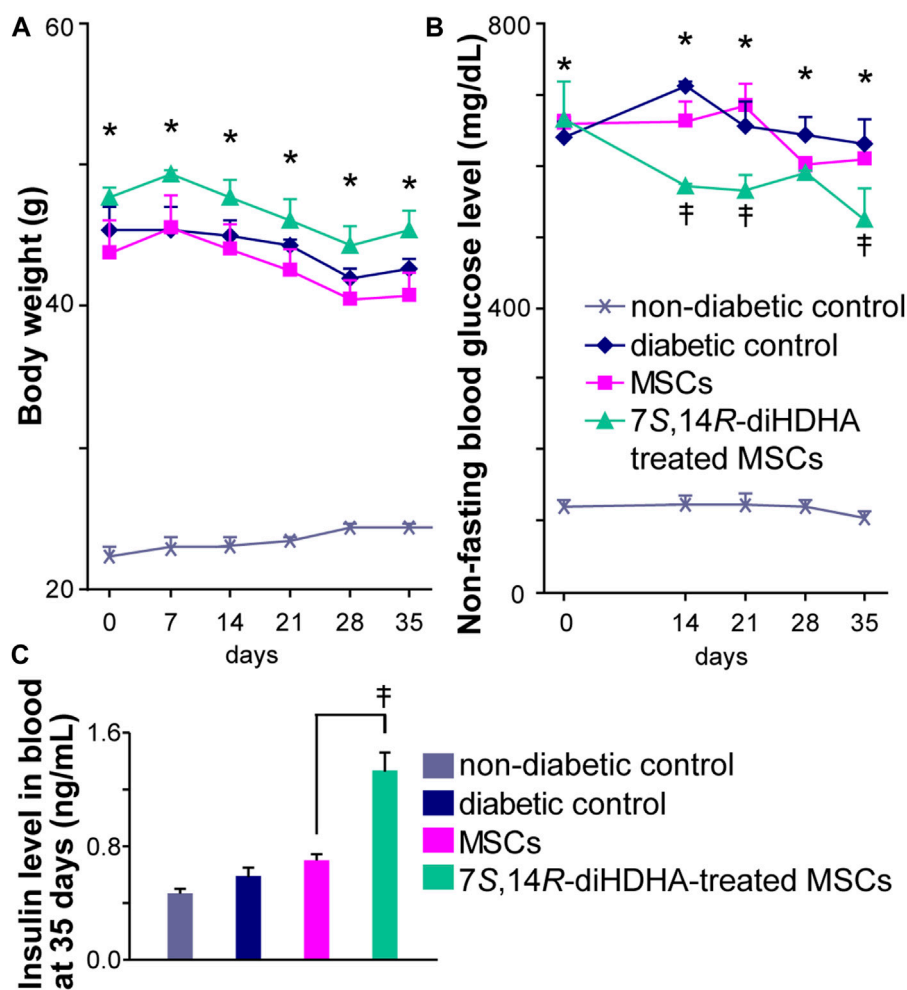 A
60
40
20
Body weight (g)
* * * * * *
0 7 14 21 28 35
days
B
800
400
0
Non-fasting blood glucose level (mg/dL)
* * * * *
‡ ‡ ‡
non-diabetic control
diabetic control
MSCs
7S,14R-diHDHA
treated MSCs
0 14 21 28 35
days
C
Insulin level in blood
at 35 days (ng/mL)
1.6
0.8
0.0
‡
non-diabetic control
diabetic control
MSCs
7S,14R-diHDHA-treated MSCs